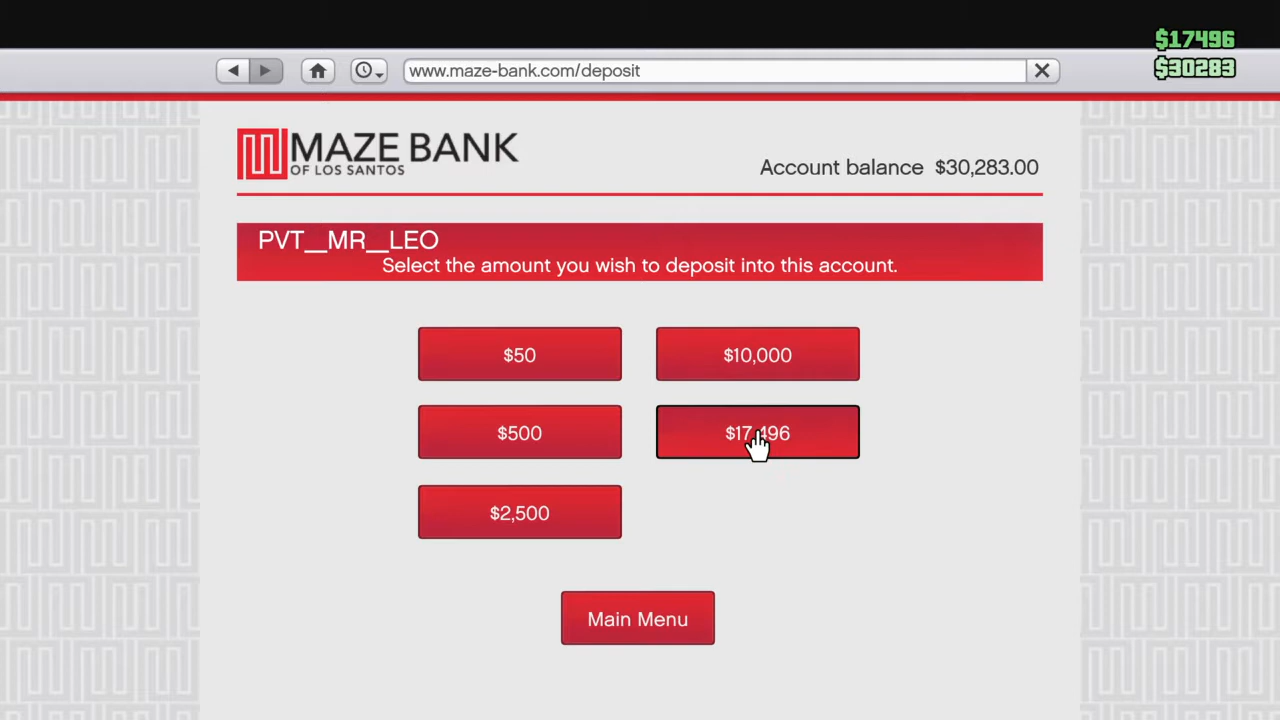 $17496
www.maze-bank.com/deposit
$30283
MAZE BANK
OF LOS SANTOS
Account balance $30,283.00
PVT__MR__LEO
Select the amount you wish to deposit into this account.
$50
$10,000
$500
$17,496
$2,500
Main Menu